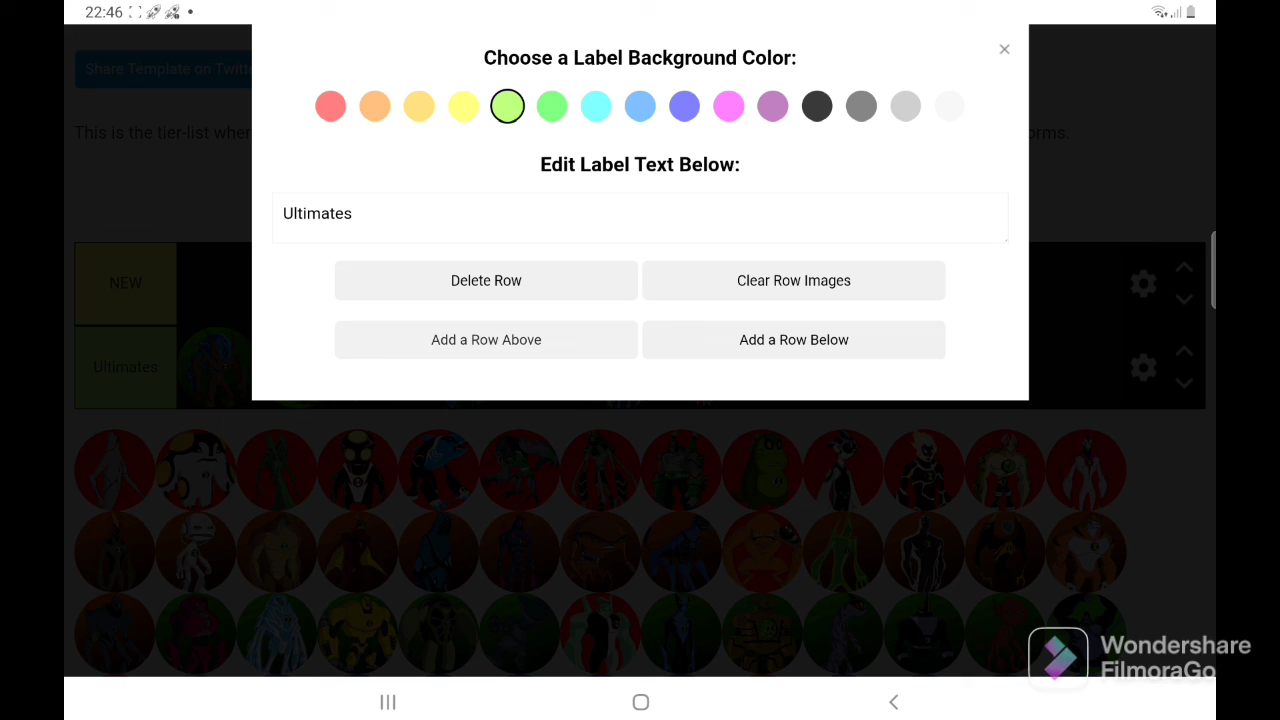 22:46
Choose a Label Background Color:
×
Share Template on Twitt
This is the tier-list wher
orms.
Edit Label Text Below:
Ultimates
Delete Row
Clear Row Images
Add a Row Above
Add a Row Below
NEW
Ultimates
Wondershare
FilmoraGo